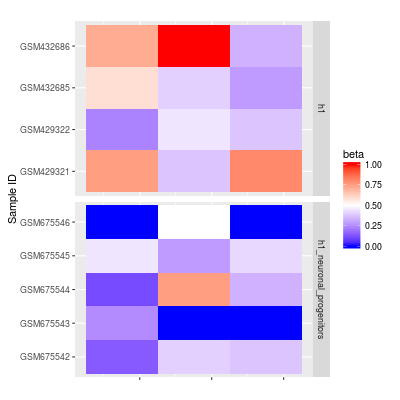 Sample ID
GSM432686
GSM432685
GSM429322
GSM429321
h1
GSM675546
GSM675545
GSM675544
GSM675543
GSM675542
h1_neuronal_progenitors
beta
1.00
0.75
0.50
0.25
0.00